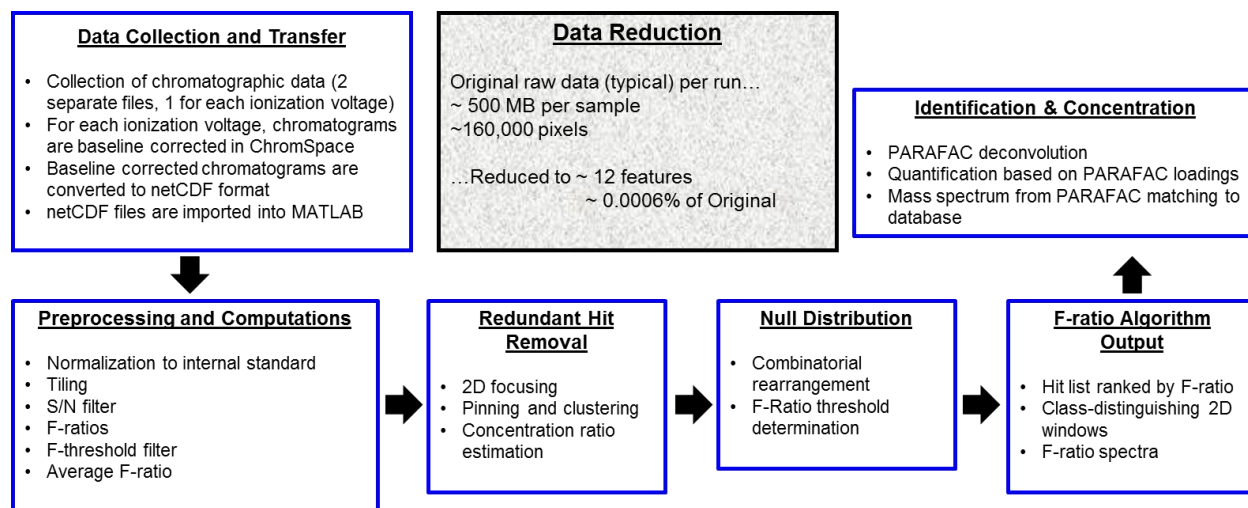 Data Collection and Transfer
• Collection of chromatographic data (2
separate files, 1 for each ionization voltage)
• For each ionization voltage, chromatograms
are baseline corrected in ChromSpace
• Baseline corrected chromatograms are
converted to netCDF format
• netCDF files are imported into MATLAB
Data Reduction
Original raw data (typical) per run…
~ 500 MB per sample
~160,000 pixels
…Reduced to ~ 12 features
~ 0.0006% of Original
Preprocessing and Computations
• Normalization to internal standard
• Tiling
• S/N filter
• F-ratios
• F-threshold filter
• Average F-ratio
Redundant Hit
Removal
• 2D focusing
• Pinning and clustering
• Concentration ratio
estimation
Null Distribution
• Combinatorial
rearrangement
• F-Ratio threshold
determination
F-ratio Algorithm
Output
• Hit list ranked by F-ratio
• Class-distinguishing 2D
windows
• F-ratio spectra
Identification & Concentration
• PARAFAC deconvolution
• Quantification based on PARAFAC loadings
• Mass spectrum from PARAFAC matching to
database